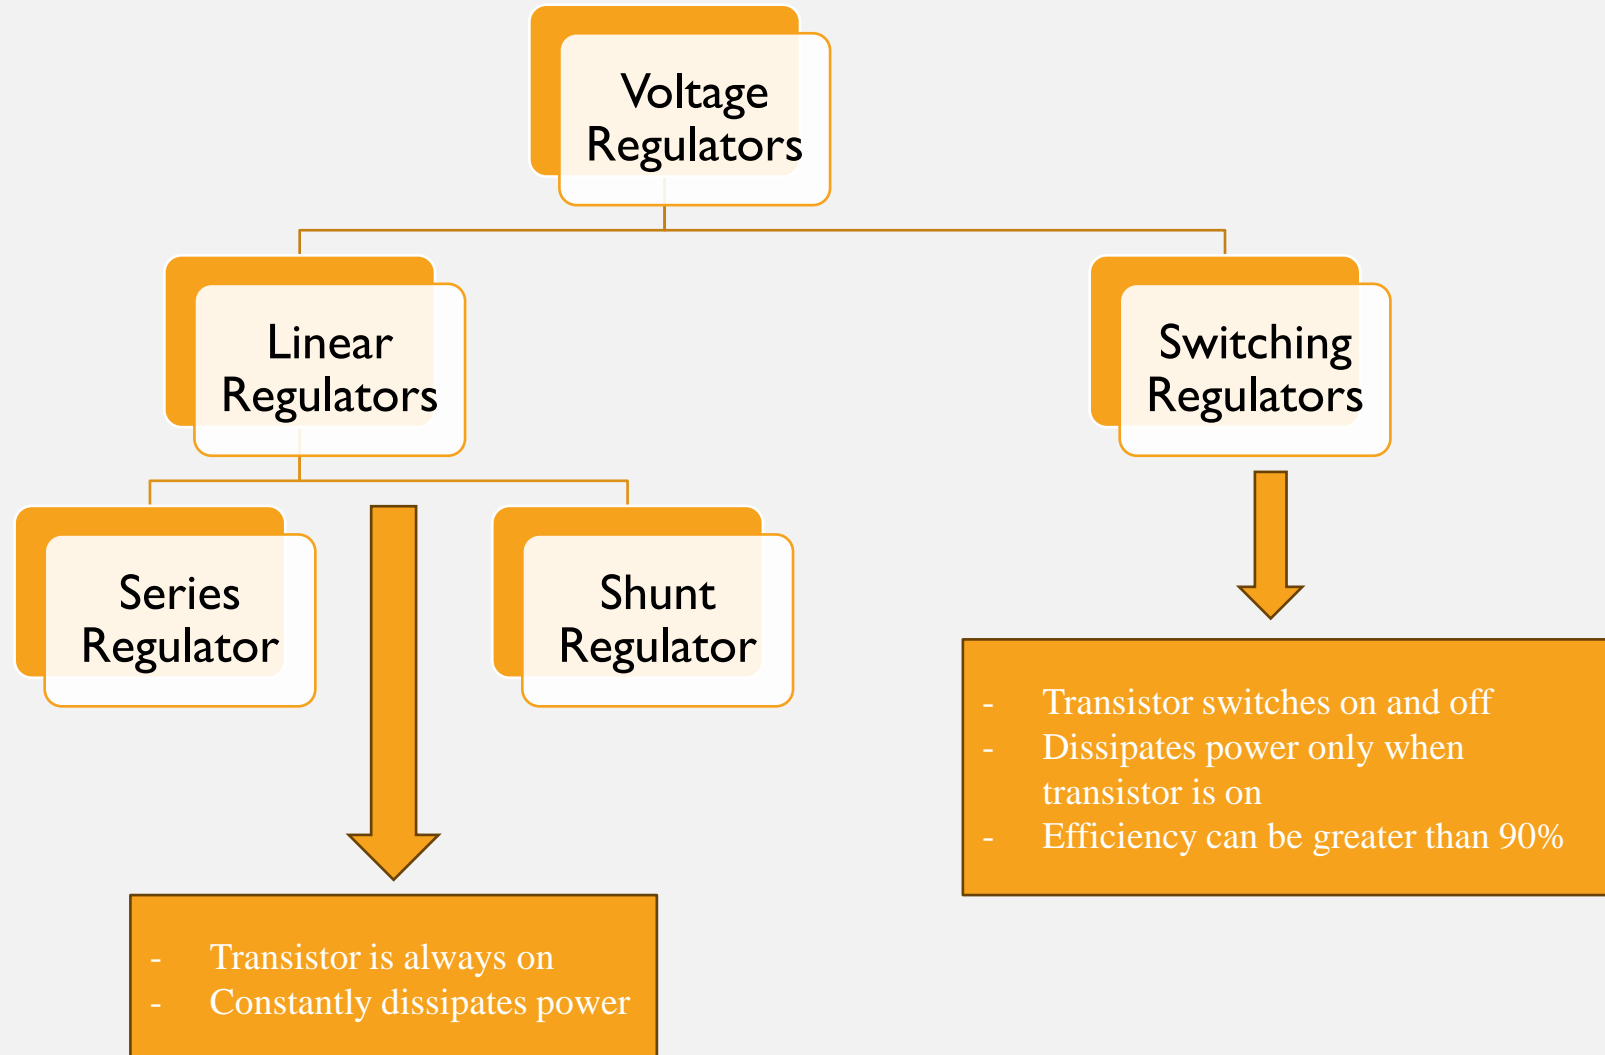 Voltage
Regulators
Linear
Regulators
Switching
Regulators
Series
Regulator
Shunt
Regulator
- Transistor switches on and off
- Dissipates power only when
transistor is on
- Efficiency can be greater than 90%
- Transistor is always on
- Constantly dissipates power